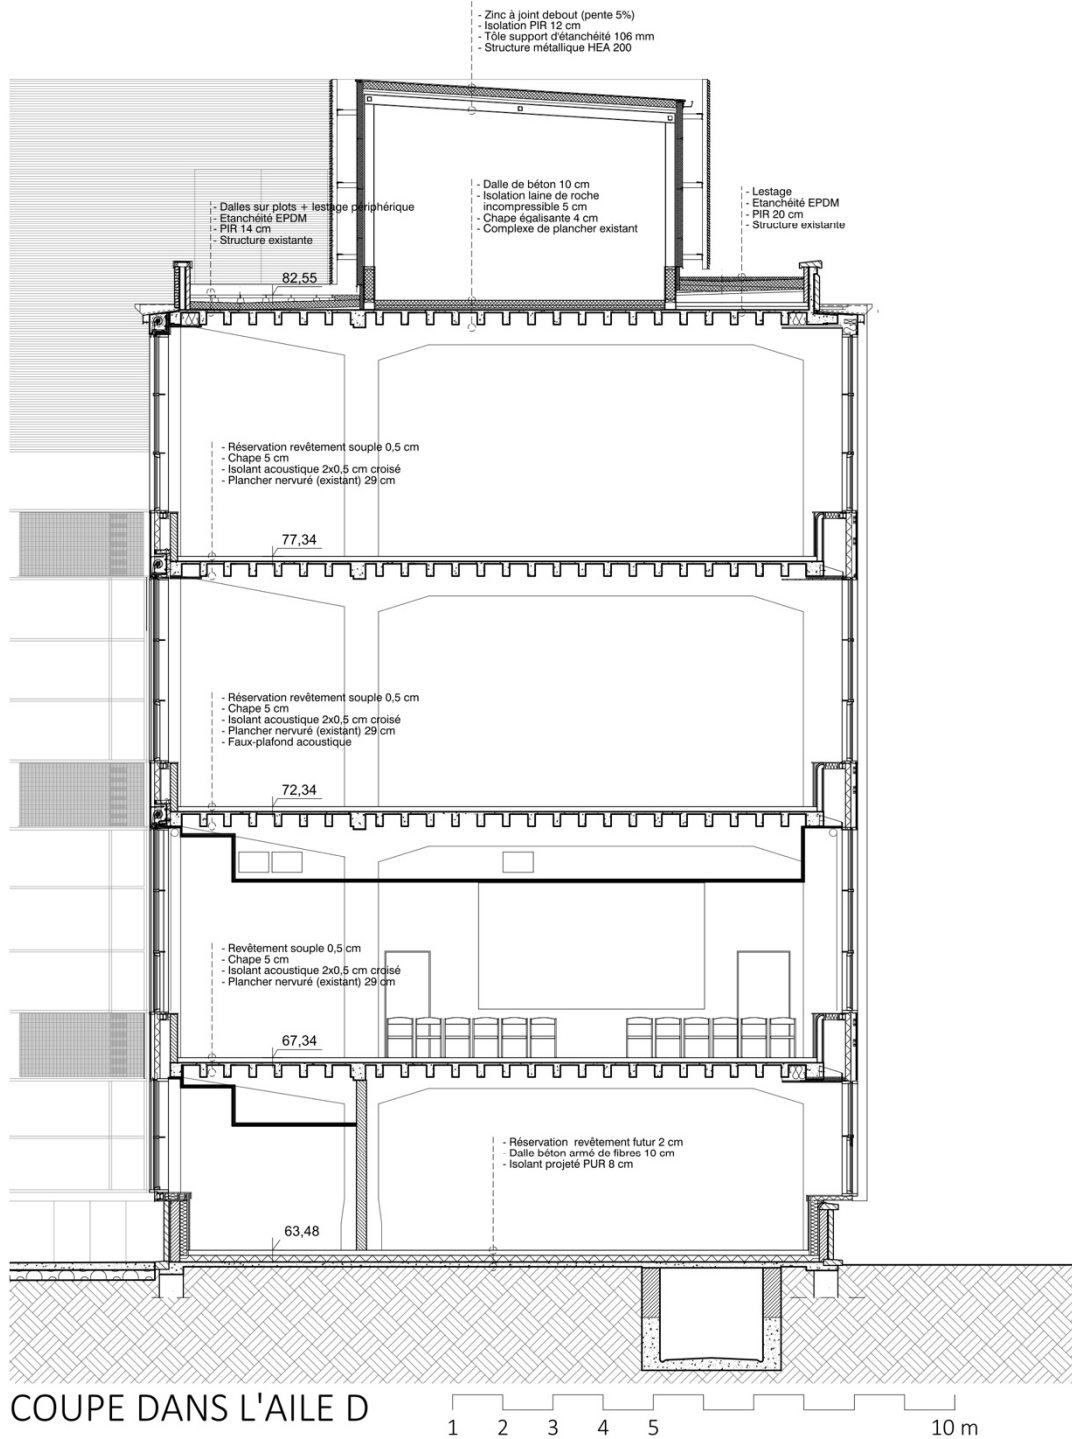 - Zinc à joint debout (pente 5%)
- Isolation PIR 12 cm
- Tôle support d'étanchéité 106 mm
- Structure métallique HEA 200
- Dalle de béton 10 cm
- Isolation laine de roche
incompressible 5 cm
- Chape égalisante 4 cm
- Complexe de plancher existant
- Lestage
- Etanchéité EPDM
- PIR 20 cm
- Structure existante
- Dalles sur plots + lestage périphérique
- Etanchéité EPDM
- PIR 14 cm
- Structure existante
82,55
- Réservation revêtement souple 0,5 cm
- Chape 5 cm
- Isolant acoustique 2x0,5 cm croisé
- Plancher nervuré (existant) 29 cm
77,34
- Réservation revêtement souple 0,5 cm
- Chape 5 cm
- Isolant acoustique 2x0,5 cm croisé
- Plancher nervuré (existant) 29 cm
- Faux-plafond acoustique
72,34
- Revêtement souple 0,5 cm
- Chape 5 cm
- Isolant acoustique 2x0,5 cm croisé
- Plancher nervuré (existant) 29 cm
67,34
- Réservation revêtement futur 2 cm
- Dalle béton armé de fibres 10 cm
- Isolant projeté PUR 8 cm
63,48
COUPE DANS L'AILE D
1 2 3 4 5 10 m